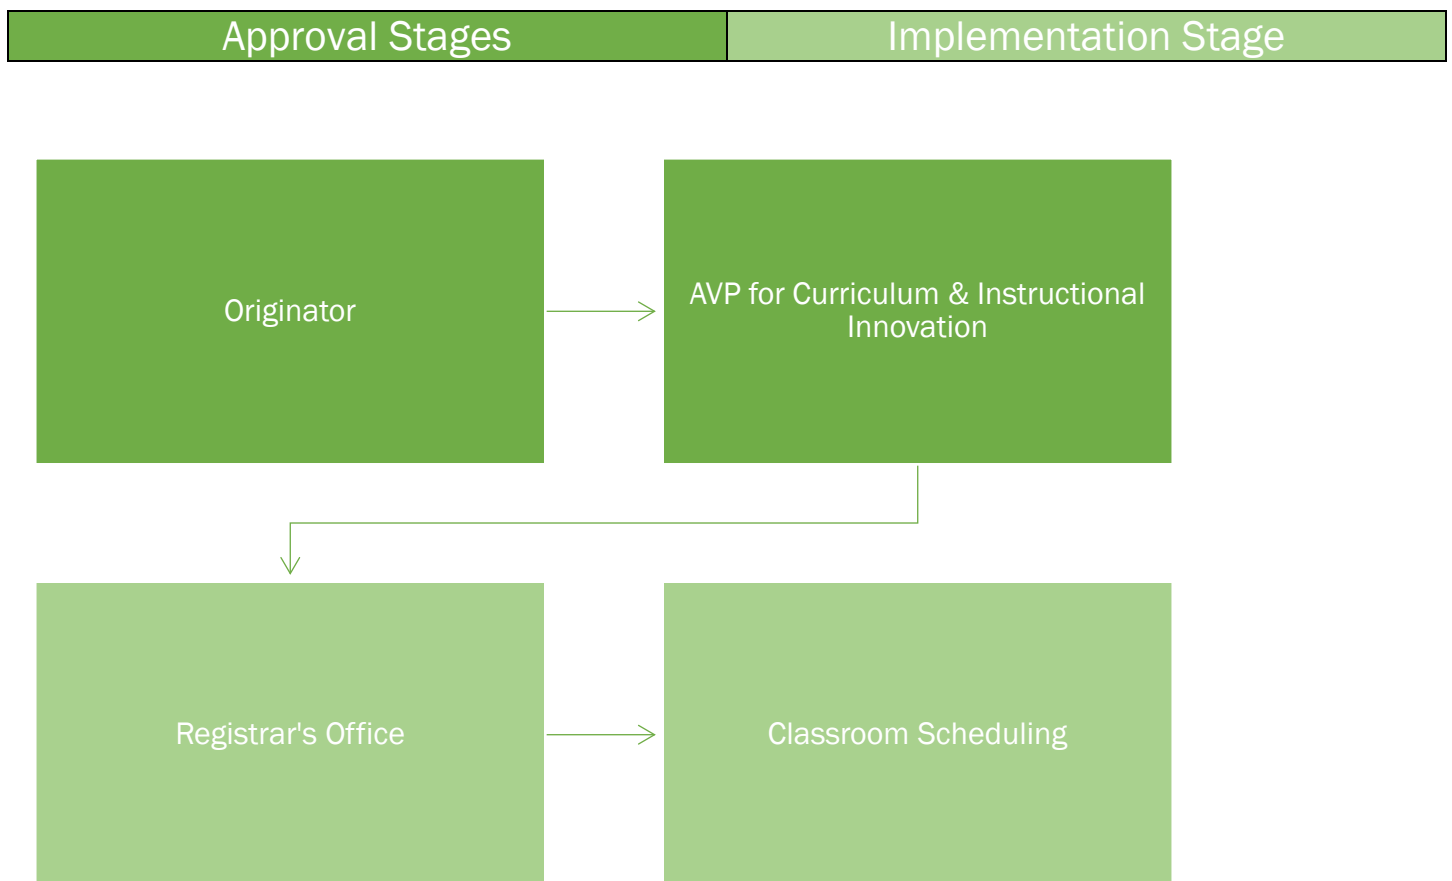 Approval Stages
Implementation Stage
Originator
AVP for Curriculum & Instructional
Innovation
Registrar's Office
Classroom Scheduling